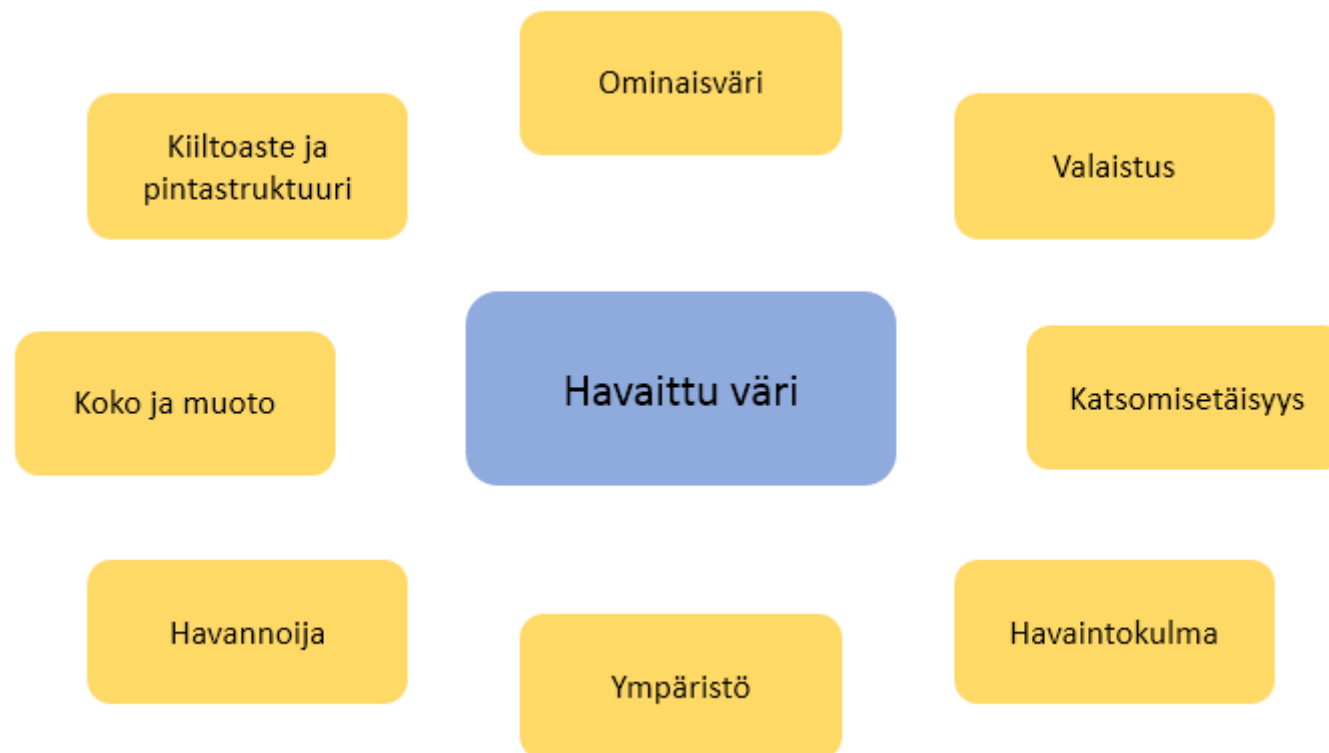 Ominaisväri
Kiiltoaste ja
pintastruktuuri
Valaistus
Havaittu väri
Koko ja muoto
Katsomisetäisyys
Havannoija
Havaintokulma
Ympäristö